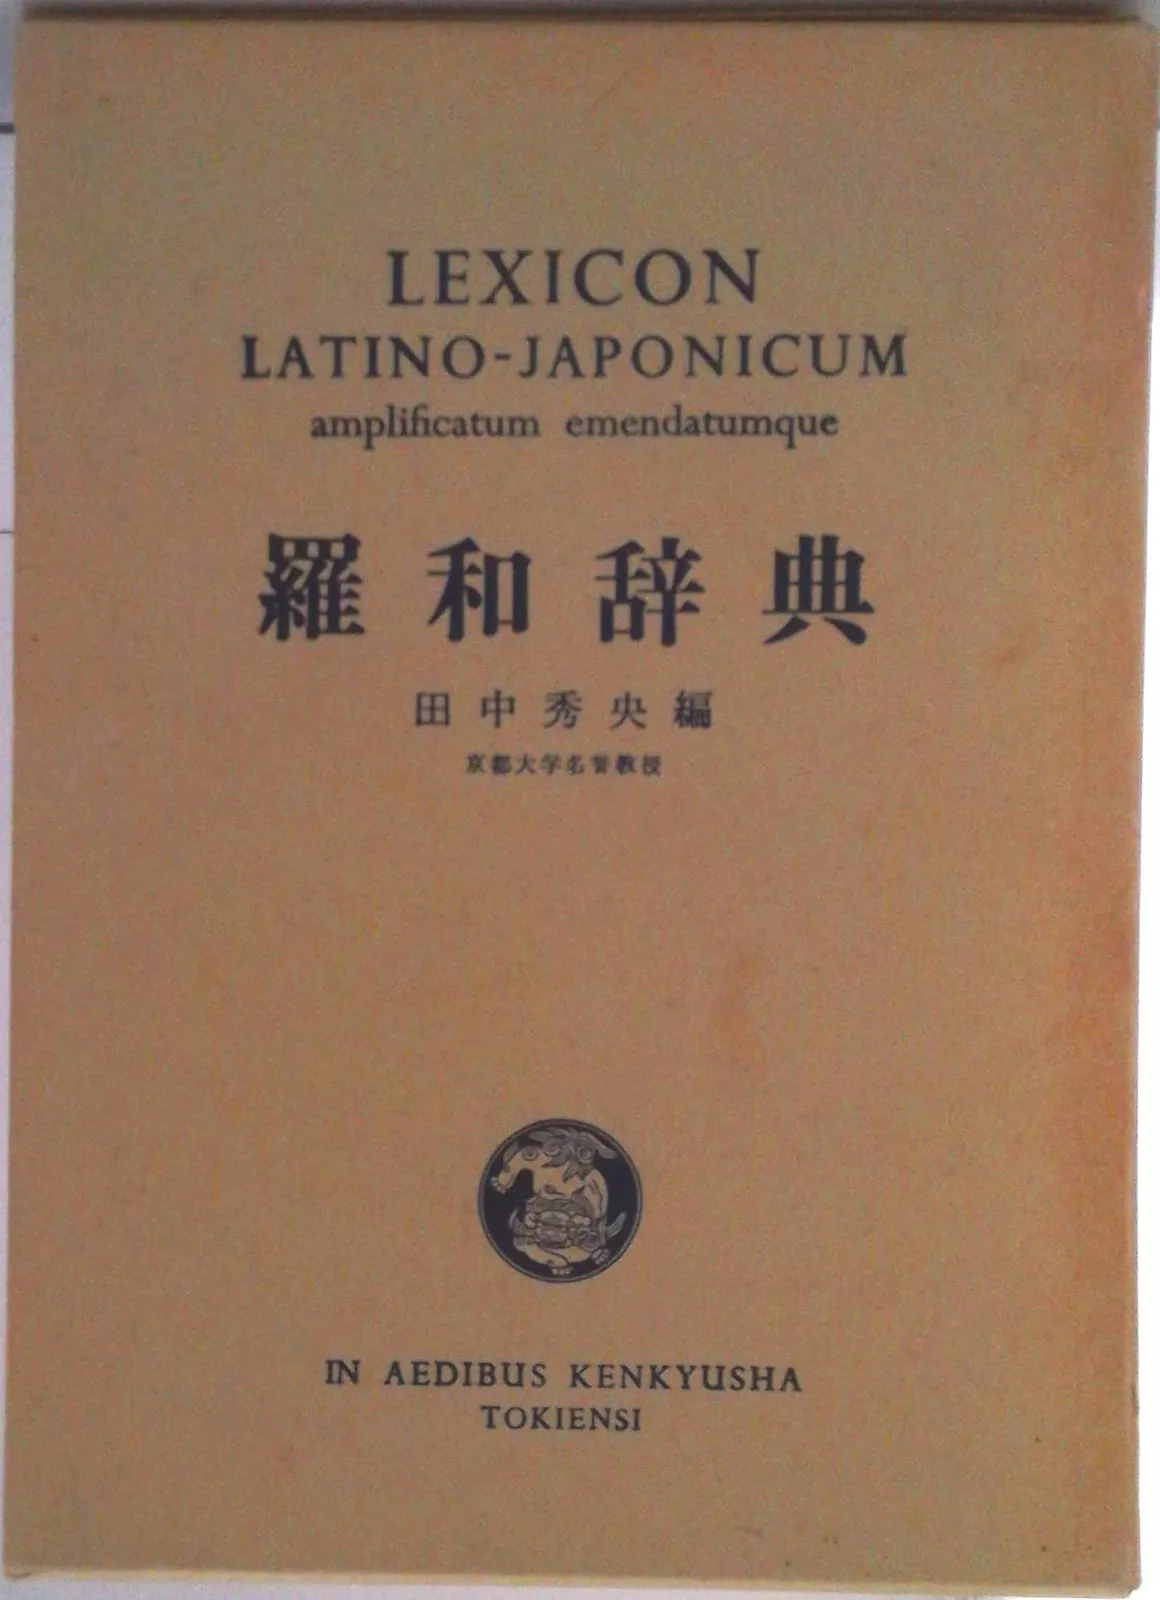 LEXICON
LATINO-JAPONICUM
amplificatum emendatumque
羅和辞典
田中秀央編
京都大学名誉教授
IN AEDIBUS KENKYUSHA
TOKIENSI